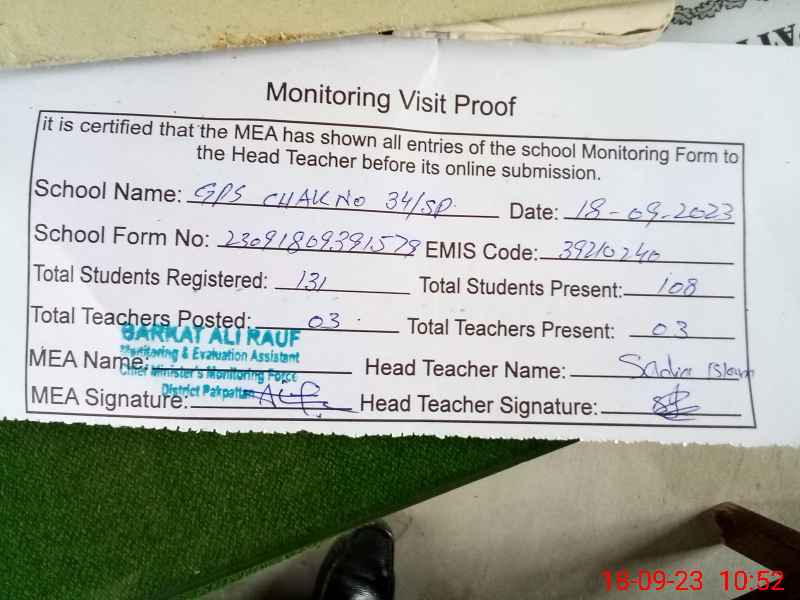 Monitoring Visit Proof
it is certified that the MEA has shown all entries of the school Monitoring Form to
the Head Teacher before its online submission.
School Name: GPS CHAK NO 34/SP. Date: 18-09-2023
School Form No: 23091809391579 EMIS Code: 39210240
Total Students Registered: 131 Total Students Present: 108
Total Teachers Posted: 03 Total Teachers Present: 03
BARKAT ALI RAUF
Monitoring & Evaluation Assistant
MEA Name: Head Teacher Name: Islam
Chief Minister's Monitoring Force
District Pakpattan
MEA Signature: Head Teacher Signature:
18-09-23 10:52